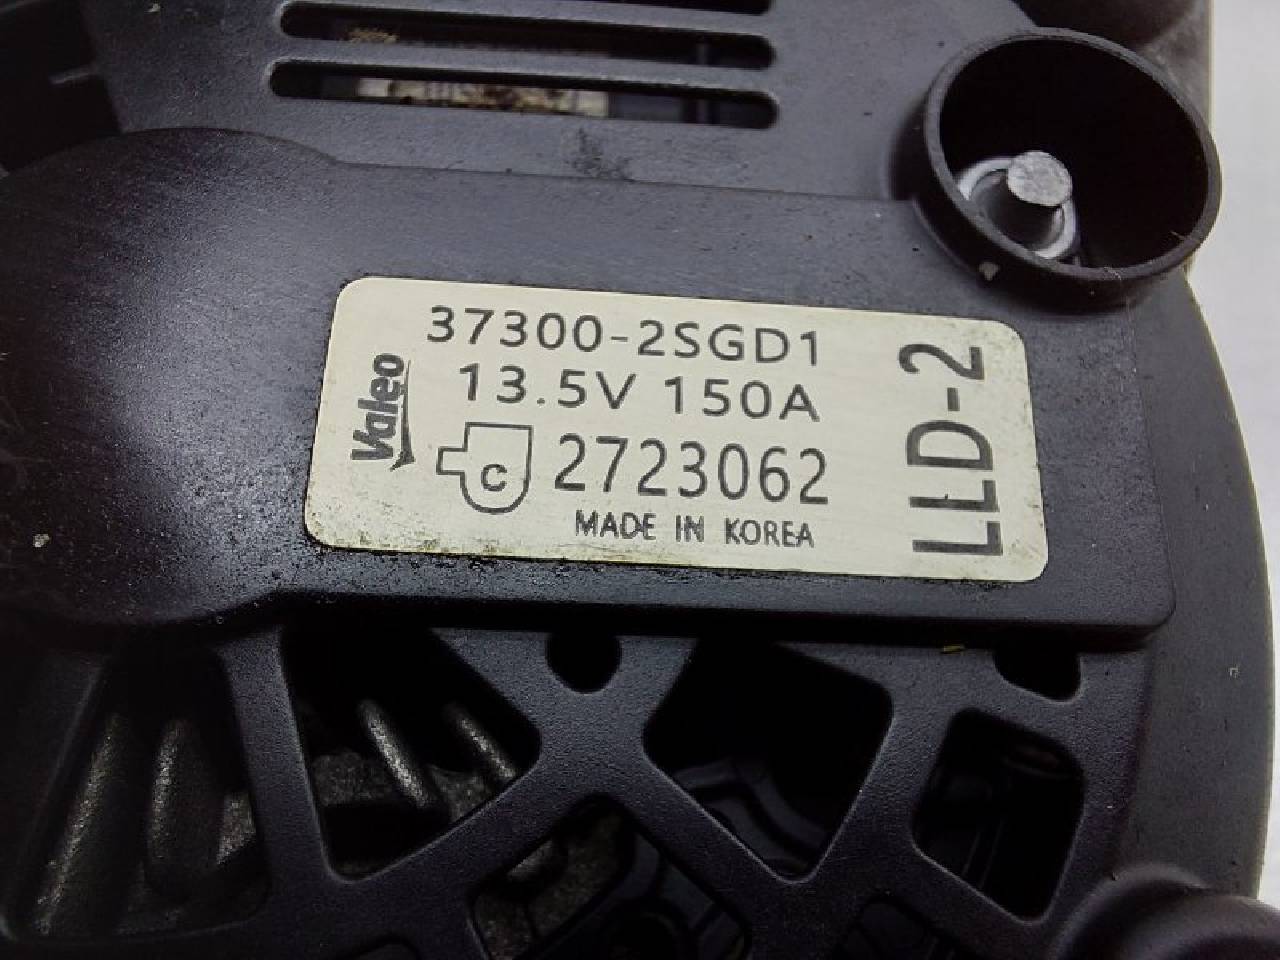 37300-2SGD1
13.5V 150A
Valeo
C 2723062
MADE IN KOREA
LLD-2